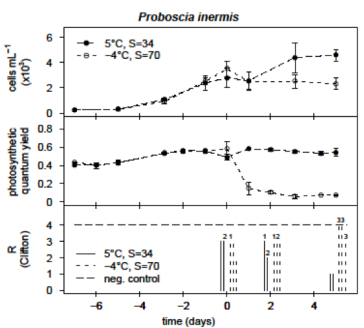 Proboscia inermis
cells mL⁻¹
(x10³)
6
4
2
0
5°C, S=34
−4°C, S=70
photosynthetic
quantum yield
0.8
0.6
0.4
0.2
0
R
(Clifton)
5
4
3
2
1
0
2 1
1
2
12
33
3
5°C, S=34
−4°C, S=70
neg. control
−6 −4 −2 0 2 4
time (days)